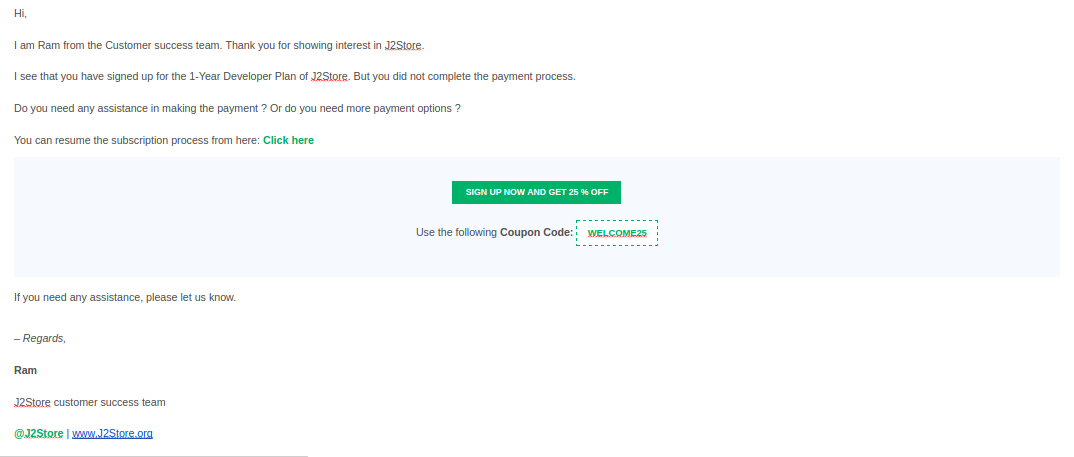 Hi,
I am Ram from the Customer success team. Thank you for showing interest in J2Store.
I see that you have signed up for the 1-Year Developer Plan of J2Store. But you did not complete the payment process.
Do you need any assistance in making the payment ? Or do you need more payment options ?
You can resume the subscription process from here: Click here
SIGN UP NOW AND GET 25 % OFF
Use the following Coupon Code: WELCOME25
If you need any assistance, please let us know.
– Regards,
Ram
J2Store customer success team
@J2Store | www.J2Store.org